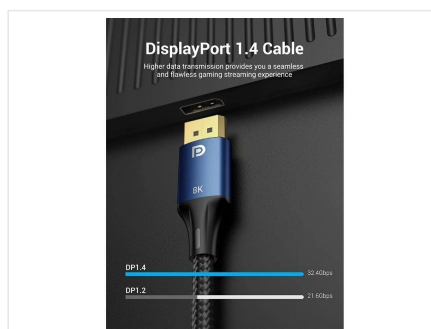 DisplayPort 1.4 Cable
Higher data transmission provides you a seamless
and flawless gaming streaming experience
8K
DP1.4
32.4Gbps
DP1.2
21.6Gbps